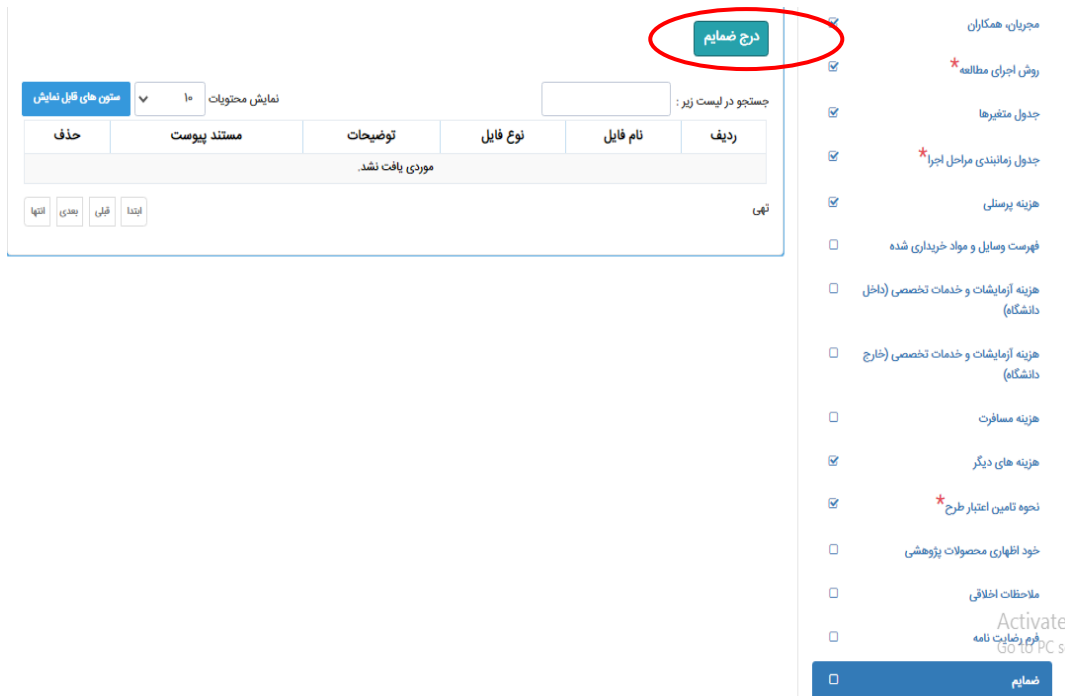 مجریان، همکاران
روش اجرای مطالعه*
جدول متغیرها
جدول زمانبندی مراحل اجرا*
هزینه پرسنلی
فهرست وسایل و مواد خریداری شده
هزینه آزمایشات و خدمات تخصصی (داخل
دانشگاه)
هزینه آزمایشات و خدمات تخصصی (خارج
دانشگاه)
هزینه مسافرت
هزینه های دیگر
نحوه تامین اعتبار طرح*
خود اظهاری محصولات پژوهشی
ملاحظات اخلاقی
فرم رضایت نامه
ضمایم
درج ضمایم
جستجو در لیست زیر :
نمایش محتویات ۱۰
ستون های قابل نمایش
ردیف نام فایل نوع فایل توضیحات مستند پیوست حذف
موردی یافت نشد.
تهی
ابتدا قبلی بعدی انتها
Activate
Go to PC s